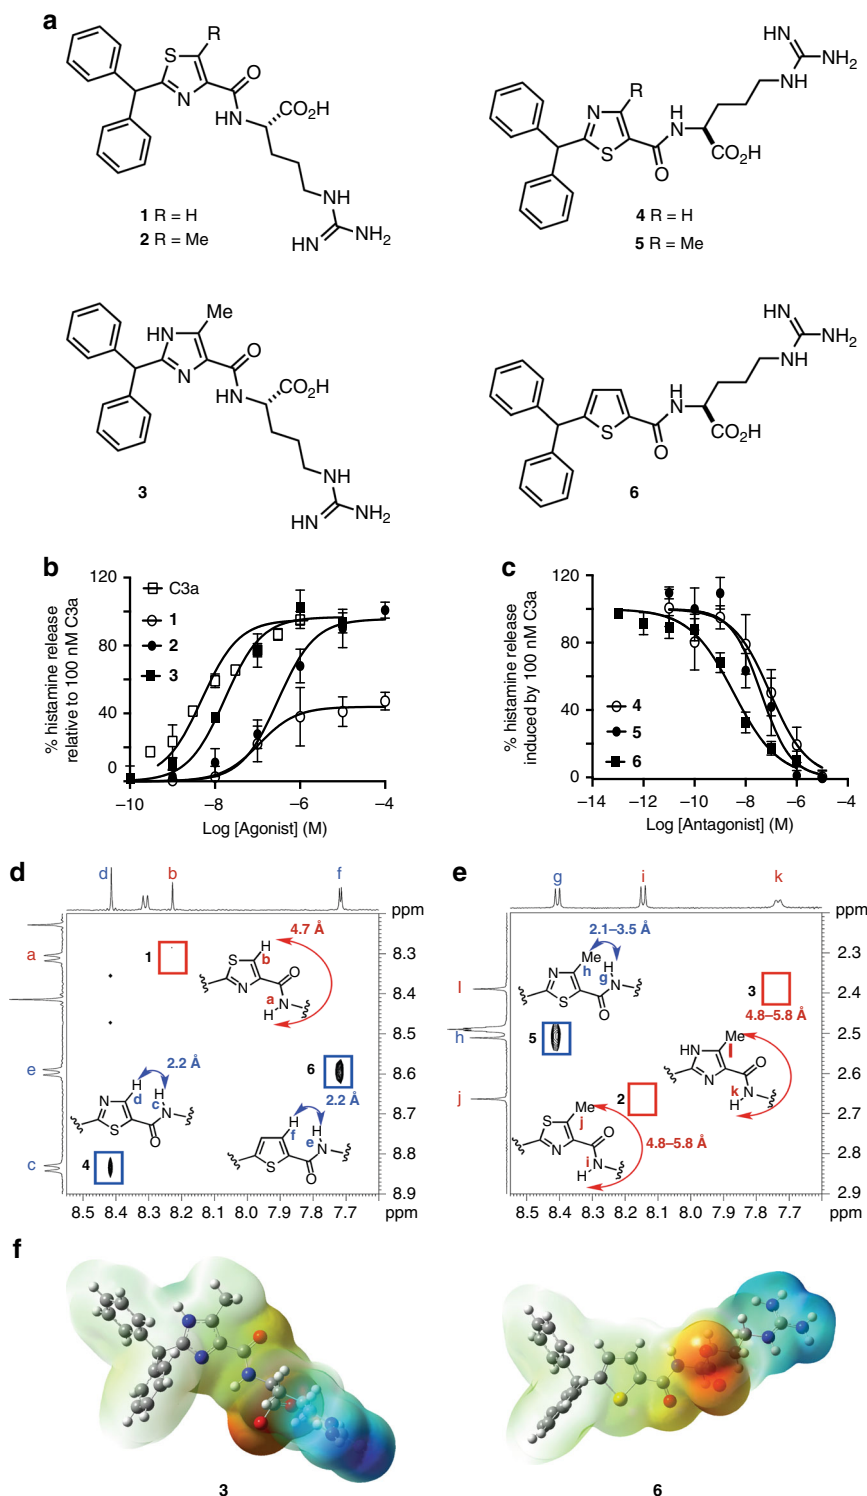 a
S
R
N
O
HN
CO₂H
NH
HN
NH₂
1 R = H
2 R = Me
HN
NH₂
NH
R
N
H
N
S
O
CO₂H
4 R = H
5 R = Me
Me
HN
N
O
HN
CO₂H
NH
HN
NH₂
3
HN
NH₂
NH
H
N
S
O
CO₂H
6
b
% histamine release
relative to 100 nM C3a
120
80
40
0
C3a
1
2
3
–10 –8 –6 –4
Log [Agonist] (M)
c
% histamine release
induced by 100 nM C3a
120
80
40
0
4
5
6
–14 –12 –10 –8 –6 –4
Log [Antagonist] (M)
d
d b f
ppm
a
e
c
1
4.7 Å
H
S
b
N
O
a
N
H
2.2 Å
H
H
N
d
c
N
S
O
4
6
2.2 Å
H
H
f
e
N
S
O
8.3
8.4
8.5
8.6
8.7
8.8
8.9
8.5 8.4 8.3 8.2 8.1 8.0 7.9 7.8 7.7 ppm
e
g i k
ppm
l
h
j
2.1–3.5 Å
Me
H
h
g
N
N
S
O
5
3
4.8–5.8 Å
Me
l
HN
N
O
k
N
H
2
Me
j
4.8–5.8 Å
S
N
O
i
N
H
2.2
2.3
2.4
2.5
2.6
2.7
2.8
2.9
8.5 8.4 8.3 8.2 8.1 8.0 7.9 7.8 7.7 ppm
f
3
6